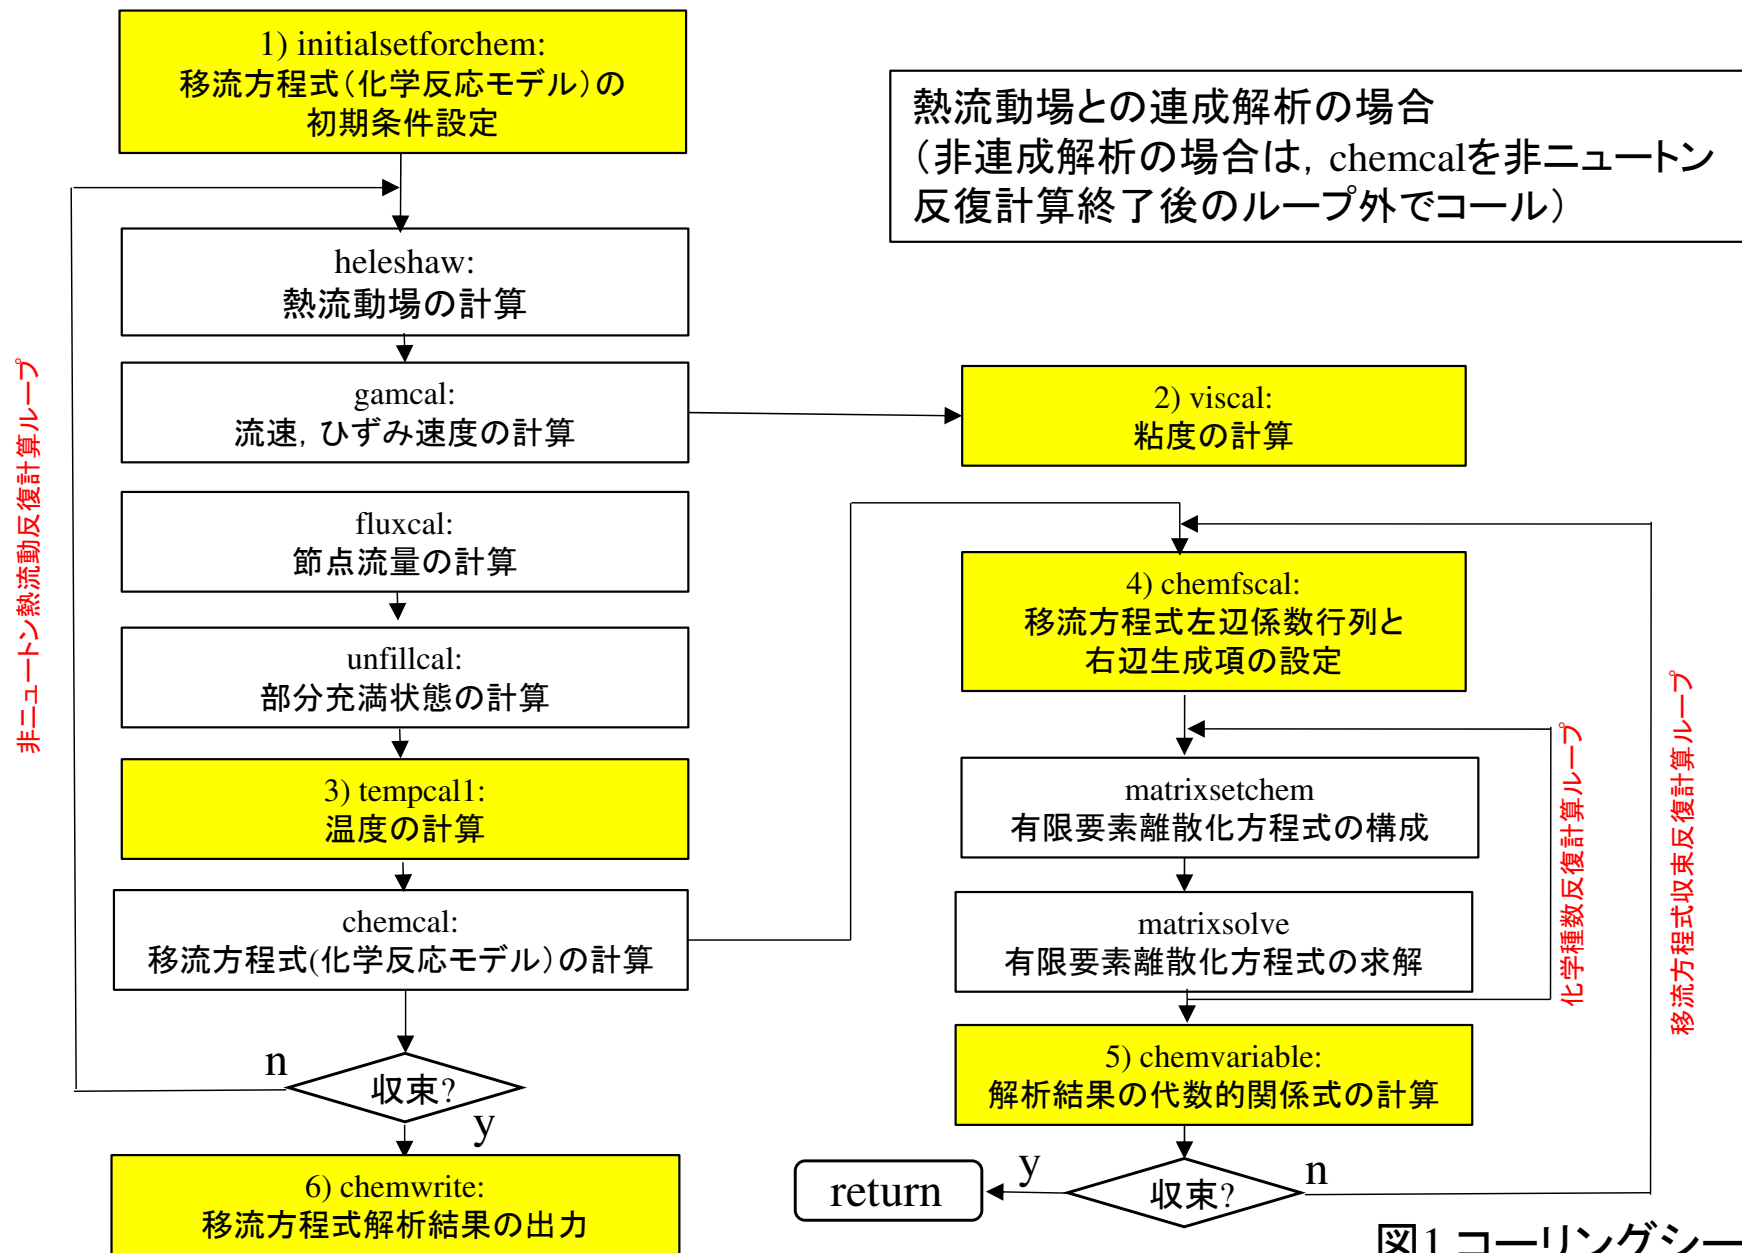 1) initialsetforchem:
移流方程式(化学反応モデル)の
初期条件設定
熱流動場との連成解析の場合
(非連成解析の場合は, chemcalを非ニュートン
反復計算終了後のループ外でコール)
heleshaw:
熱流動場の計算
gamcal:
流速, ひずみ速度の計算
2) viscal:
粘度の計算
fluxcal:
節点流量の計算
unfillcal:
部分充満状態の計算
3) tempcal1:
温度の計算
chemcal:
移流方程式(化学反応モデル)の計算
収束?
n
y
6) chemwrite:
移流方程式解析結果の出力
非ニュートン熱流動反復計算ループ
4) chemfscal:
移流方程式左辺係数行列と
右辺生成項の設定
matrixsetchem
有限要素離散化方程式の構成
matrixsolve
有限要素離散化方程式の求解
5) chemvariable:
解析結果の代数的関係式の計算
収束?
y
n
return
化学種数反復計算ループ
移流方程式収束反復計算ループ
図1 コーリングシー